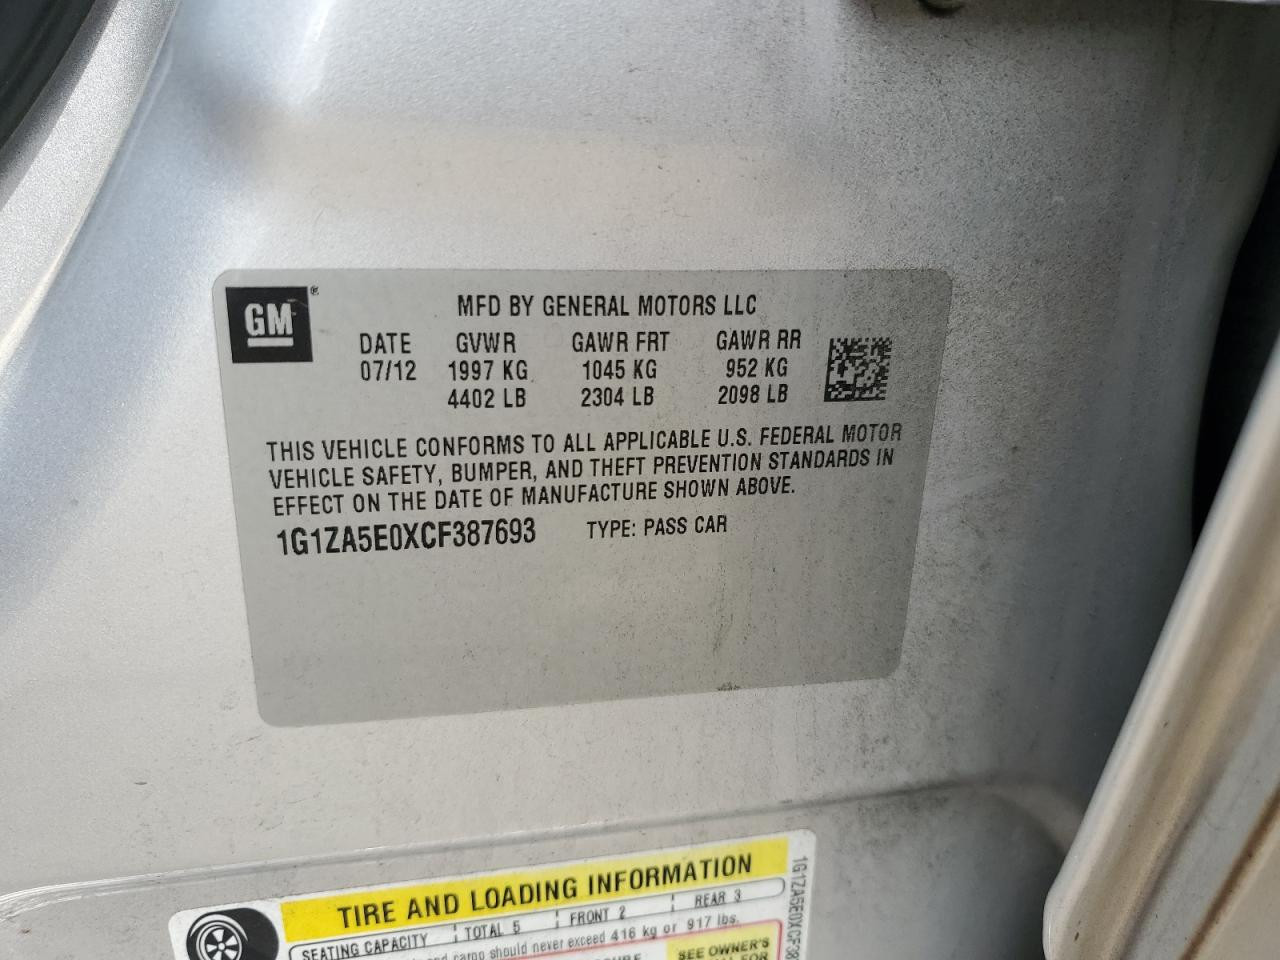 GM ®
MFD BY GENERAL MOTORS LLC
DATE GVWR GAWR FRT GAWR RR
07/12 1997 KG 1045 KG 952 KG
4402 LB 2304 LB 2098 LB
THIS VEHICLE CONFORMS TO ALL APPLICABLE U.S. FEDERAL MOTOR
VEHICLE SAFETY, BUMPER, AND THEFT PREVENTION STANDARDS IN
EFFECT ON THE DATE OF MANUFACTURE SHOWN ABOVE.
1G1ZA5E0XCF387693 TYPE: PASS CAR
TIRE AND LOADING INFORMATION
SEATING CAPACITY TOTAL 5 FRONT 2 REAR 3
cargo should never exceed 416 kg or 917 lbs.
SEE OWNER'S
1G1ZA5E0XCF38